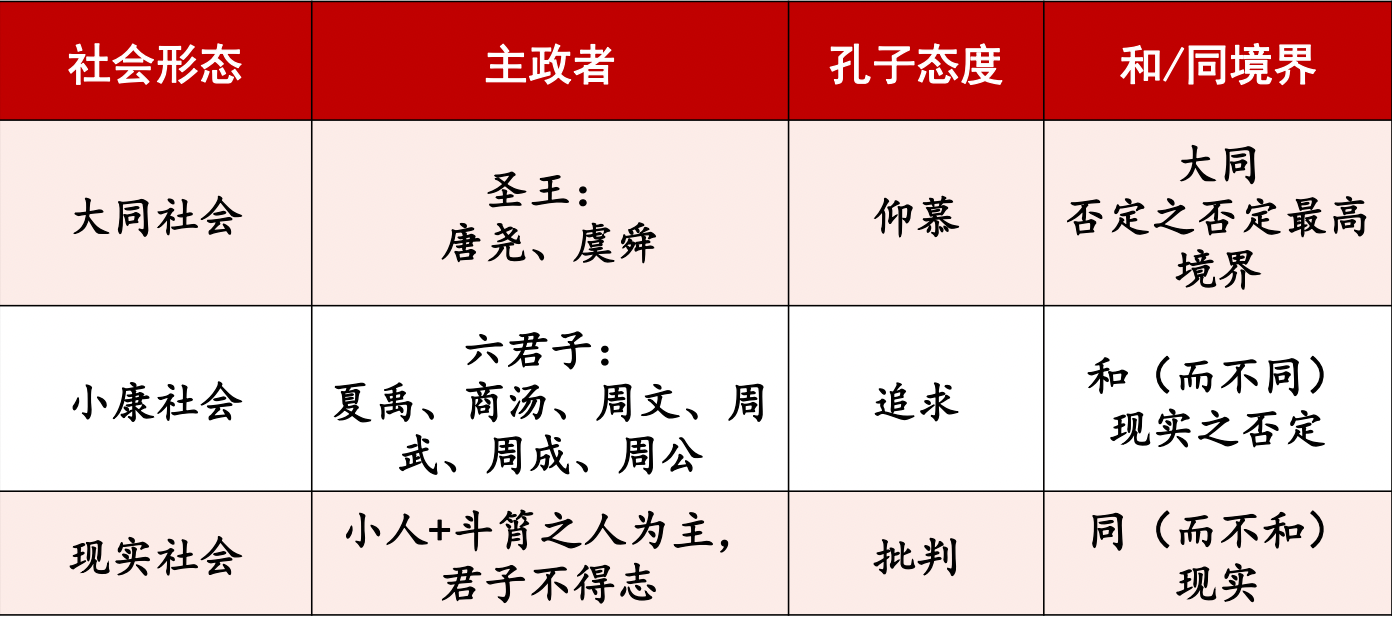 社会形态
主政者
孔子态度
和/同境界
大同社会
圣王：
唐尧、虞舜
仰慕
大同
否定之否定最高
境界
小康社会
六君子：
夏禹、商汤、周文、周
武、周成、周公
追求
和（而不同）
现实之否定
现实社会
小人+斗筲之人为主，
君子不得志
批判
同（而不和）
现实